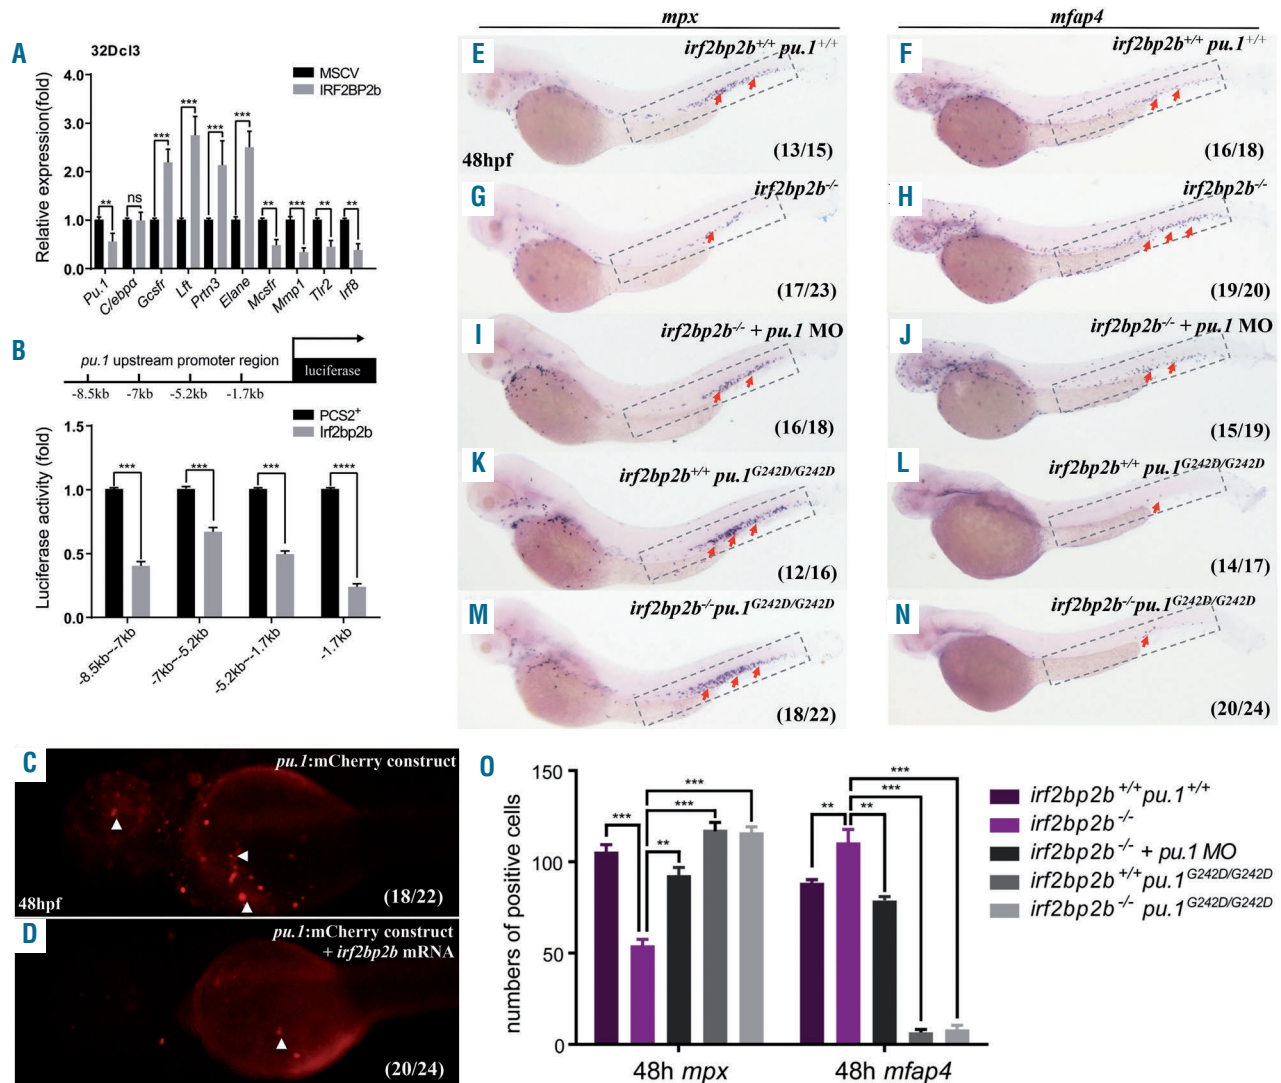 A
32Dcl3
Relative expression(fold)
4.0
3.0
2.0
1.0
0.0
MSCV
IRF2BP2b
**
ns
***
***
***
***
**
***
**
**
Pu.1
C/ebpα
Gcsfr
Lft
Prtn3
Elane
Mcsfr
Mmp1
Tlr2
Irf8
B
pu.1 upstream promoter region
luciferase
-8.5kb
-7kb
-5.2kb
-1.7kb
PCS2+
Irf2bp2b
Luciferase activity (fold)
1.5
1.0
0.5
0.0
***
***
***
****
-8.5kb~-7kb
-7kb~-5.2kb
-5.2kb~-1.7kb
-1.7kb
C
pu.1:mCherry construct
48hpf
(18/22)
D
pu.1:mCherry construct
+ irf2bp2b mRNA
(20/24)
mpx
mfap4
E
irf2bp2b+/+ pu.1+/+
48hpf
(13/15)
F
irf2bp2b+/+ pu.1+/+
(16/18)
G
irf2bp2b-/-
(17/23)
H
irf2bp2b-/-
(19/20)
I
irf2bp2b-/- + pu.1 MO
(16/18)
J
irf2bp2b-/- + pu.1 MO
(15/19)
K
irf2bp2b+/+ pu.1G242D/G242D
(12/16)
L
irf2bp2b+/+ pu.1G242D/G242D
(14/17)
M
irf2bp2b-/-pu.1G242D/G242D
(18/22)
N
irf2bp2b-/-pu.1G242D/G242D
(20/24)
O
numbers of positive cells
150
100
50
0
***
**
***
***
**
**
***
***
48h mpx
48h mfap4
irf2bp2b+/+pu.1+/+
irf2bp2b-/-
irf2bp2b-/- + pu.1 MO
irf2bp2b+/+pu.1G242D/G242D
irf2bp2b-/- pu.1G242D/G242D